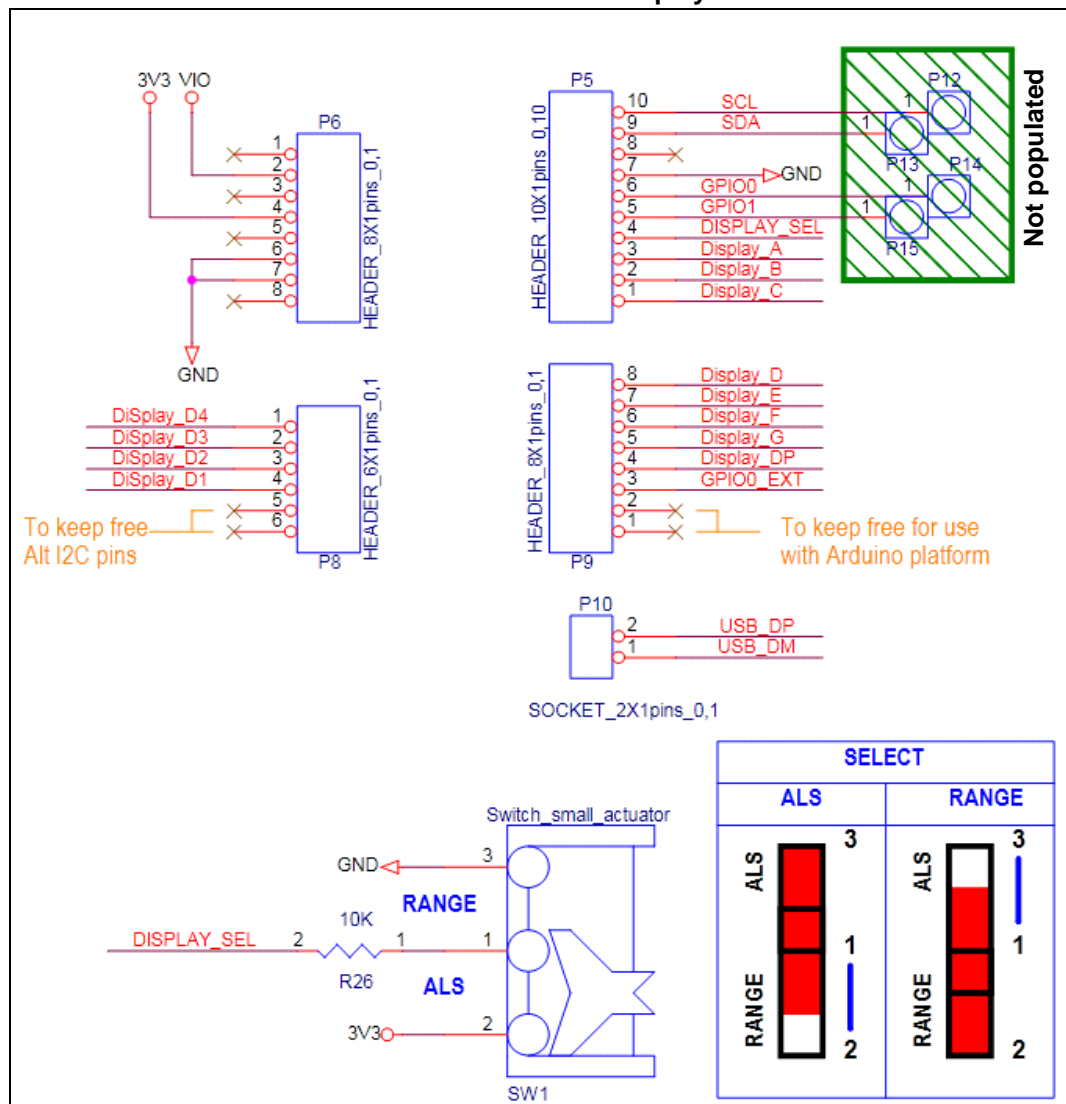 3V3 VIO
P6
1
2
3
4
5
6
7
8
HEADER_8X1pins_0,1
GND
P5
HEADER 10X1pins 0,10
10 SCL
9 SDA
8
7 GND
6 GPIO0
5 GPIO1
4 DISPLAY_SEL
3 Display_A
2 Display_B
1 Display_C
1 P12
1 P13
1 P14
1 P15
Not populated
DiSplay_D4 1
DiSplay_D3 2
DiSplay_D2 3
DiSplay_D1 4
5
6
HEADER_6X1pins_0,1
P8
To keep free
Alt I2C pins
HEADER_8X1pins_0,1
8 Display_D
7 Display_E
6 Display_F
5 Display_G
4 Display_DP
3 GPIO0_EXT
2
1
P9
To keep free for use
with Arduino platform
P10
2 USB_DP
1 USB_DM
SOCKET_2X1pins_0,1
Switch_small_actuator
GND 3
RANGE
10K
DISPLAY_SEL 2 1 1
R26
ALS
3V3 2
SW1
SELECT
ALS RANGE
ALS 3 ALS 3
1 1
RANGE 2 RANGE 2